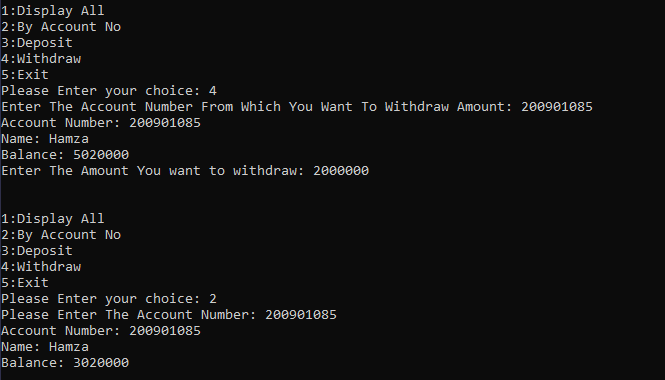 1:Display All
2:By Account No
3:Deposit
4:Withdraw
5:Exit
Please Enter your choice: 4
Enter The Account Number From Which You Want To Withdraw Amount: 200901085
Account Number: 200901085
Name: Hamza
Balance: 5020000
Enter The Amount You want to withdraw: 2000000
1:Display All
2:By Account No
3:Deposit
4:Withdraw
5:Exit
Please Enter your choice: 2
Please Enter The Account Number: 200901085
Account Number: 200901085
Name: Hamza
Balance: 3020000